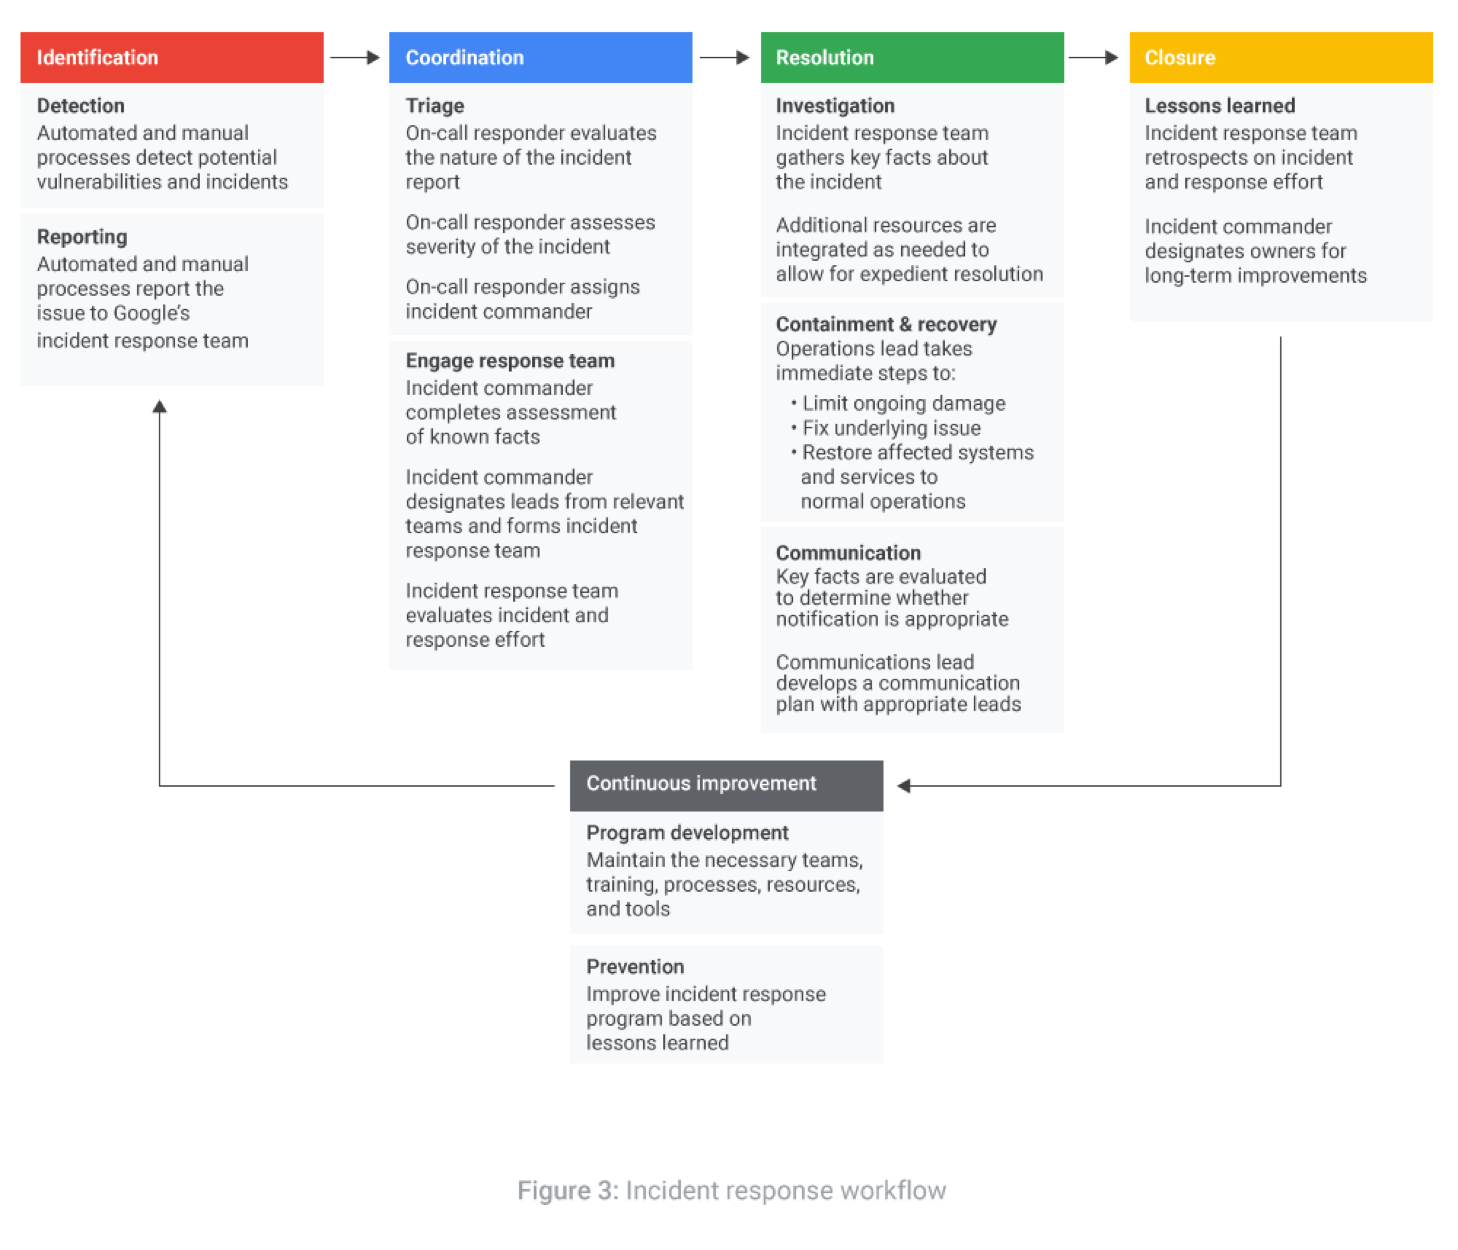 Identification
Detection
Automated and manual
processes detect potential
vulnerabilities and incidents
Reporting
Automated and manual
processes report the
issue to Google's
incident response team
Coordination
Triage
On-call responder evaluates
the nature of the incident
report
On-call responder assesses
severity of the incident
On-call responder assigns
incident commander
Engage response team
Incident commander
completes assessment
of known facts
Incident commander
designates leads from relevant
teams and forms incident
response team
Incident response team
evaluates incident and
response effort
Resolution
Investigation
Incident response team
gathers key facts about
the incident
Additional resources are
integrated as needed to
allow for expedient resolution
Containment & recovery
Operations lead takes
immediate steps to:
• Limit ongoing damage
• Fix underlying issue
• Restore affected systems
and services to
normal operations
Communication
Key facts are evaluated
to determine whether
notification is appropriate
Communications lead
develops a communication
plan with appropriate leads
Closure
Lessons learned
Incident response team
retrospects on incident
and response effort
Incident commander
designates owners for
long-term improvements
Continuous improvement
Program development
Maintain the necessary teams,
training, processes, resources,
and tools
Prevention
Improve incident response
program based on
lessons learned
Figure 3: Incident response workflow